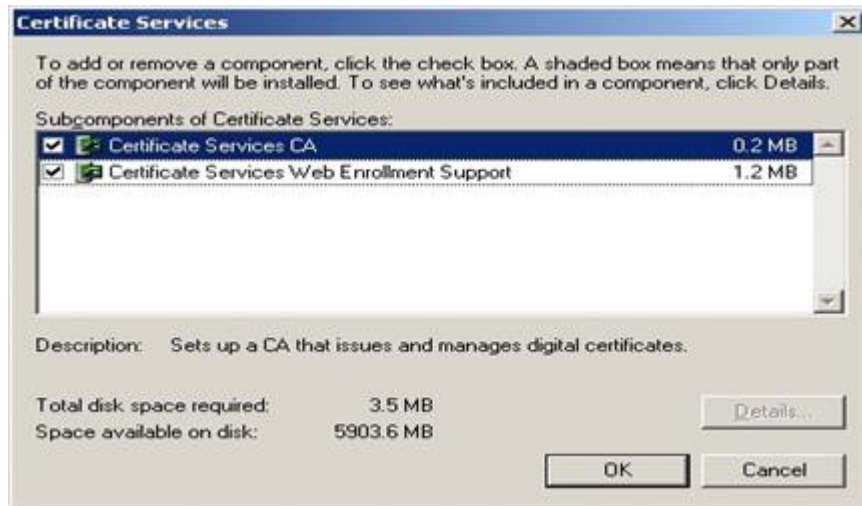 Certificate Services
To add or remove a component, click the check box. A shaded box means that only part
of the component will be installed. To see what's included in a component, click Details.
Subcomponents of Certificate Services:
Certificate Services CA 0.2 MB
Certificate Services Web Enrollment Support 1.2 MB
Description: Sets up a CA that issues and manages digital certificates.
Total disk space required: 3.5 MB
Space available on disk: 5903.6 MB
Details...
OK Cancel